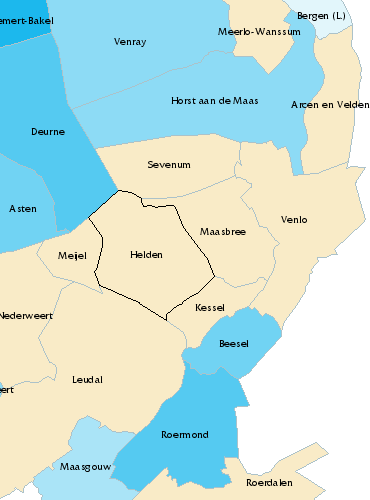 Bergen (L.)
emert-Bakel
Meerlo-Wanssum
Venray
Horst aan de Maas
Arcen en Velden
Deurne
Sevenum
Asten
Venlo
Maasbree
Meijel
Helden
Kessel
Nederweert
Beesel
Leudal
ert
Roermond
Maasgouw
Roerdalen